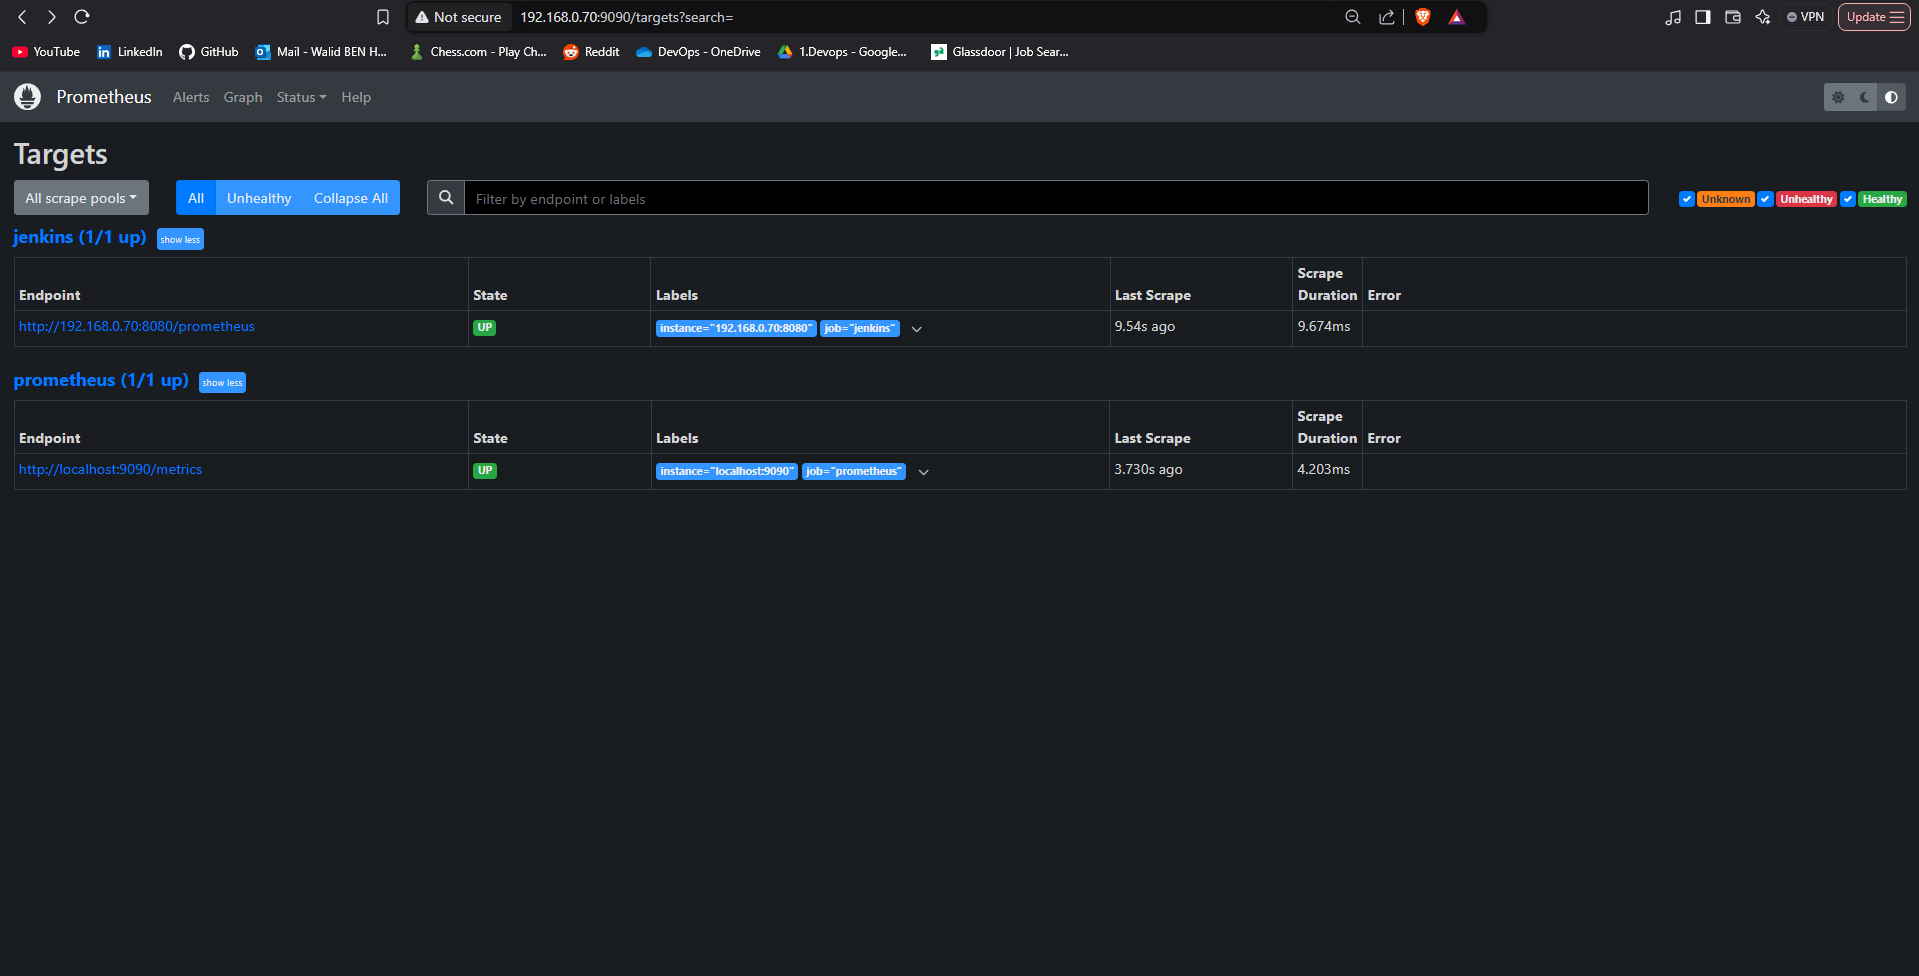 Not secure 192.168.0.70:9090/targets?search= VPN Update
YouTube LinkedIn GitHub Mail - Walid BEN H... Chess.com - Play Ch... Reddit DevOps - OneDrive 1.Devops - Google... Glassdoor | Job Sear...
Prometheus Alerts Graph Status Help
Targets
All scrape pools All Unhealthy Collapse All Filter by endpoint or labels Unknown Unhealthy Healthy
jenkins (1/1 up) show less
Endpoint State Labels Last Scrape Scrape Duration Error
http://192.168.0.70:8080/prometheus UP instance="192.168.0.70:8080" job="jenkins" 9.54s ago 9.674ms
prometheus (1/1 up) show less
Endpoint State Labels Last Scrape Scrape Duration Error
http://localhost:9090/metrics UP instance="localhost:9090" job="prometheus" 3.730s ago 4.203ms